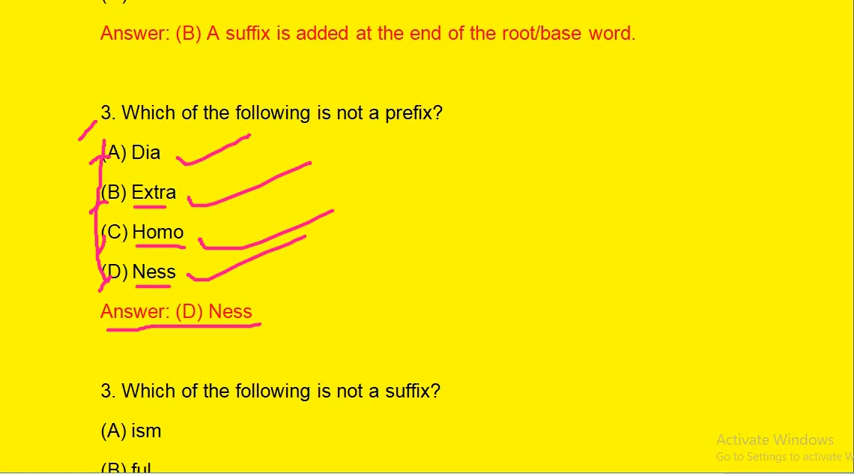 Answer: (B) A suffix is added at the end of the root/base word.
3. Which of the following is not a prefix?
(A) Dia
(B) Extra
(C) Homo
(D) Ness
Answer: (D) Ness
3. Which of the following is not a suffix?
(A) ism
(B) ful
Activate Windows
Go to Settings to activate W